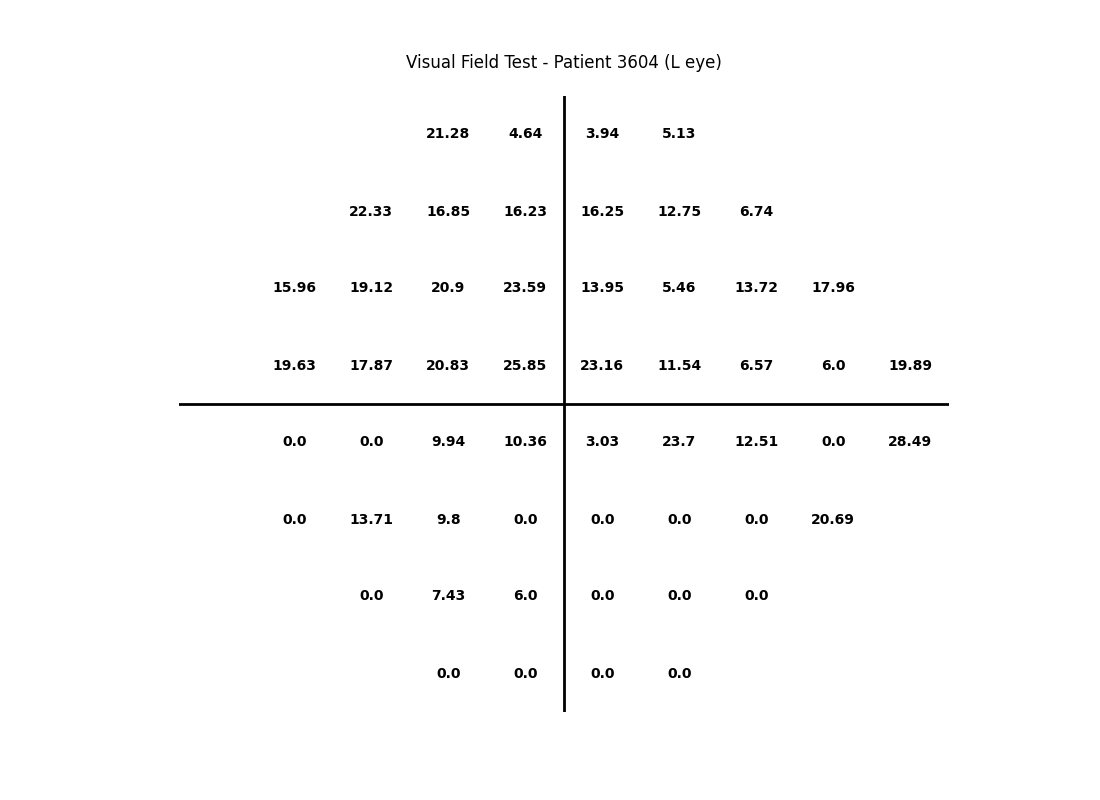 Visual Field Test - Patient 3604 (L eye)
21.28 4.64 3.94 5.13
22.33 16.85 16.23 16.25 12.75 6.74
15.96 19.12 20.9 23.59 13.95 5.46 13.72 17.96
19.63 17.87 20.83 25.85 23.16 11.54 6.57 6.0 19.89
0.0 0.0 9.94 10.36 3.03 23.7 12.51 0.0 28.49
0.0 13.71 9.8 0.0 0.0 0.0 0.0 20.69
0.0 7.43 6.0 0.0 0.0 0.0
0.0 0.0 0.0 0.0